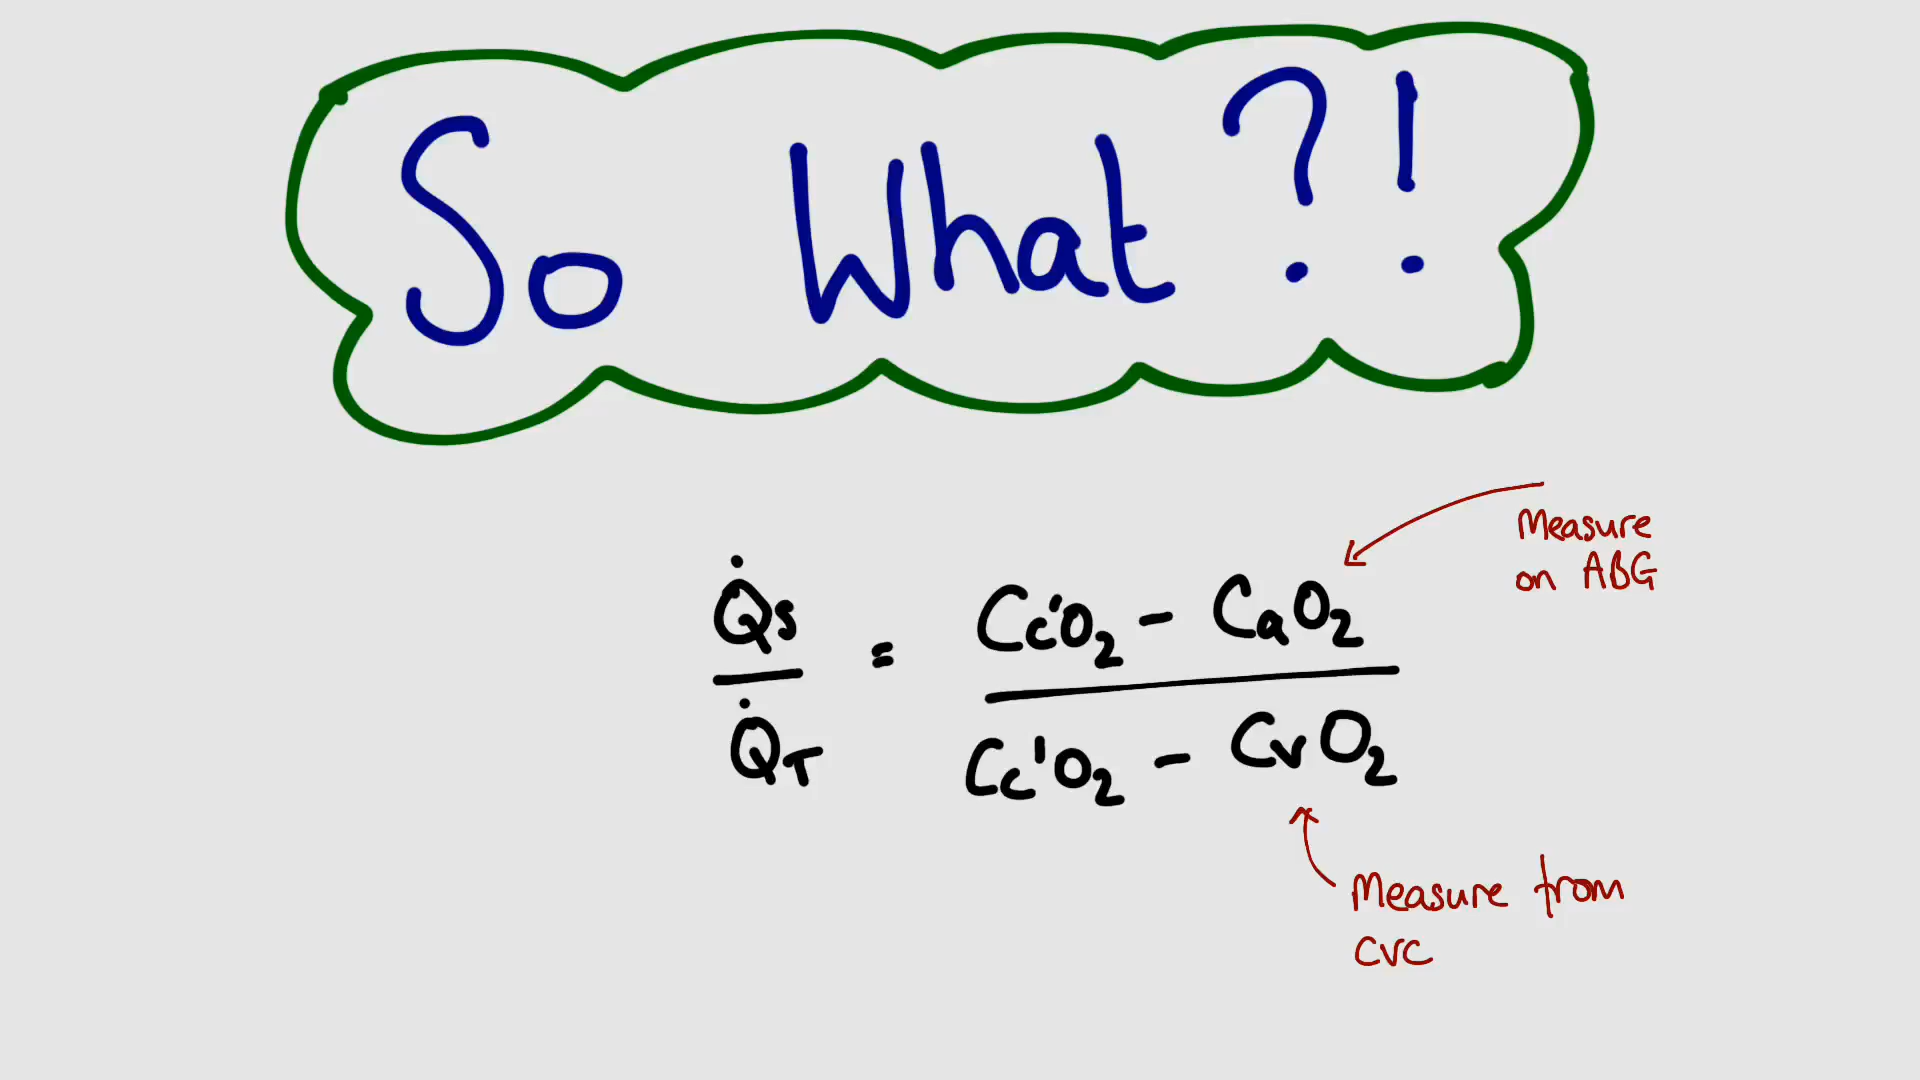 So What?!
Measure
on ABG
Q̇s / Q̇T = Cc'O₂ - CaO₂ / Cc'O₂ - CvO₂
Measure from
CVC